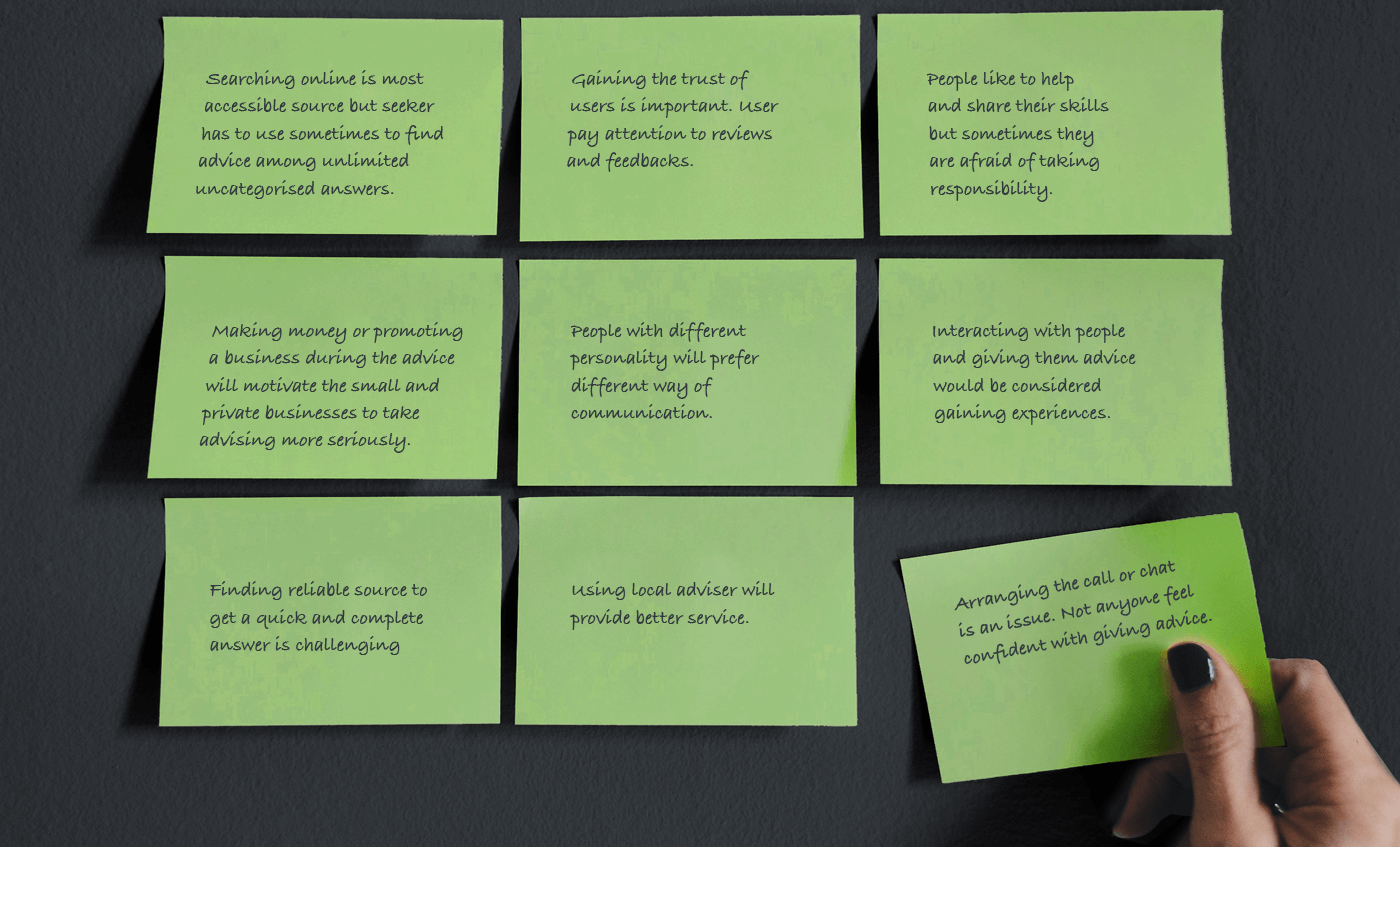 Searching online is most
accessible source but seeker
has to use sometimes to find
advice among unlimited
uncategorised answers.
Gaining the trust of
users is important. User
pay attention to reviews
and feedbacks.
People like to help
and share their skills
but sometimes they
are afraid of taking
responsibility.
Making money or promoting
a business during the advice
will motivate the small and
private businesses to take
advising more seriously.
People with different
personality will prefer
different way of
communication.
Interacting with people
and giving them advice
would be considered
gaining experiences.
Finding reliable source to
get a quick and complete
answer is challenging
Using local adviser will
provide better service.
Arranging the call or chat
is an issue. Not anyone feel
confident with giving advice.